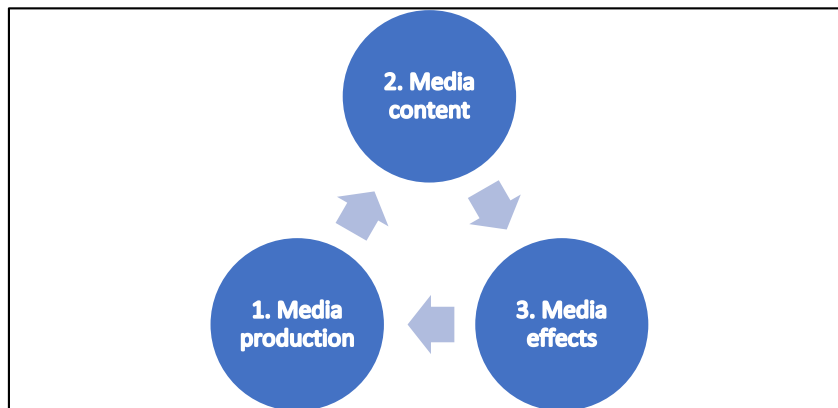 2. Media
content
1. Media
production
3. Media
effects